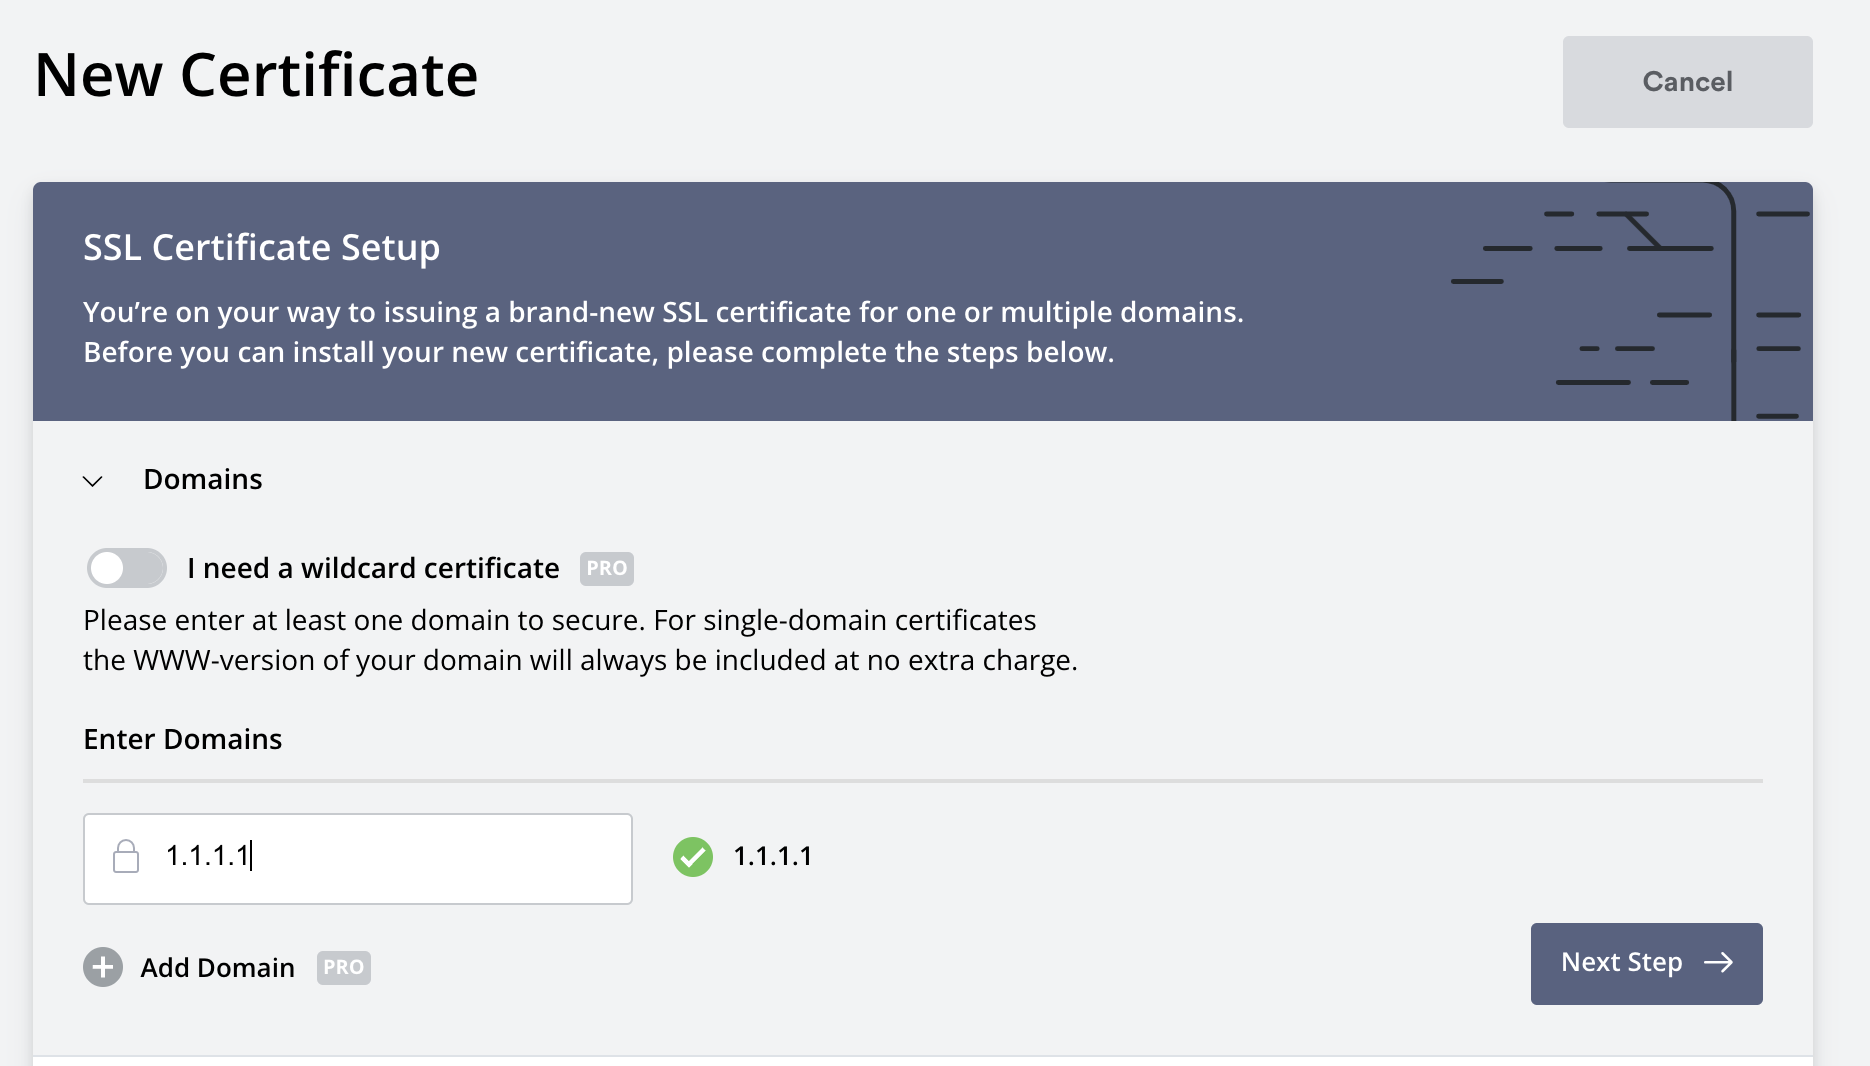 New Certificate
Cancel
SSL Certificate Setup
You’re on your way to issuing a brand-new SSL certificate for one or multiple domains.
Before you can install your new certificate, please complete the steps below.
Domains
I need a wildcard certificate PRO
Please enter at least one domain to secure. For single-domain certificates
the WWW-version of your domain will always be included at no extra charge.
Enter Domains
1.1.1.1 1.1.1.1
Add Domain PRO
Next Step